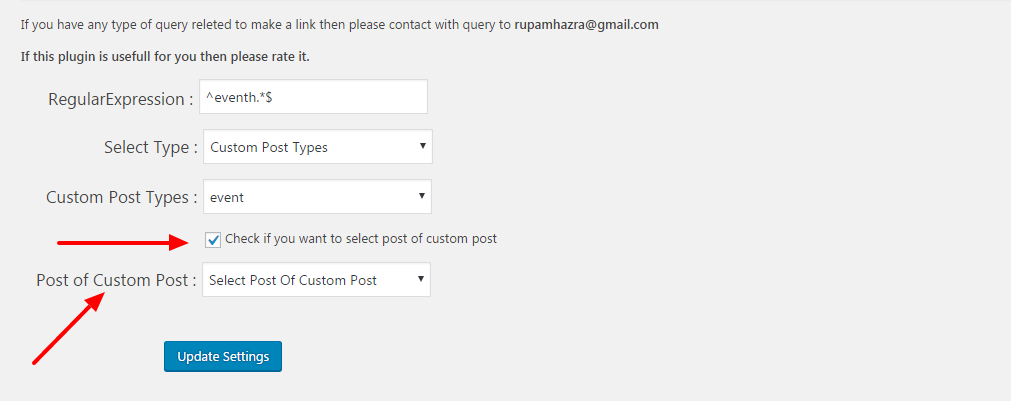 If you have any type of query releted to make a link then please contact with query to rupamhazra@gmail.com
If this plugin is usefull for you then please rate it.
RegularExpression : ^eventh.*$
Select Type : Custom Post Types
Custom Post Types : event
Check if you want to select post of custom post
Post of Custom Post : Select Post Of Custom Post
Update Settings